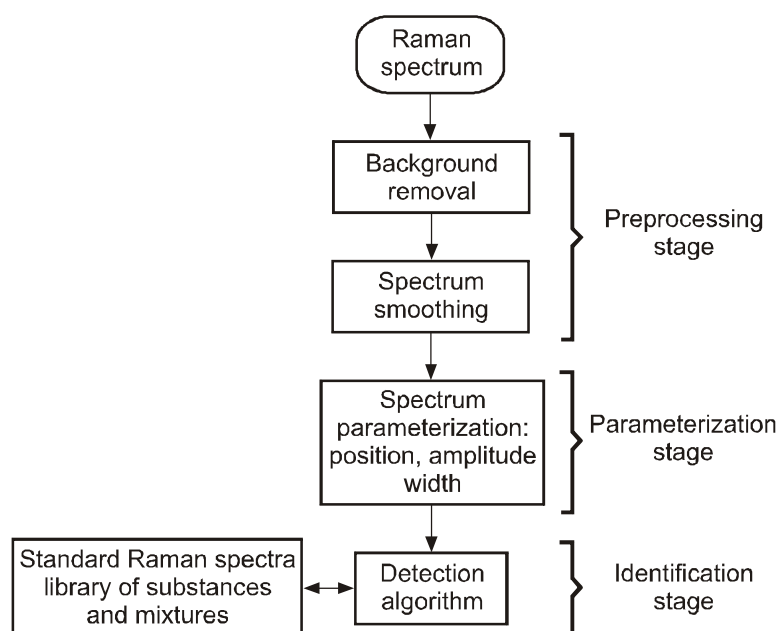 Raman
spectrum
Background
removal
Preprocessing
stage
Spectrum
smoothing
Spectrum
parameterization:
position, amplitude
width
Parameterization
stage
Standard Raman spectra
library of substances
and mixtures
Detection
algorithm
Identification
stage